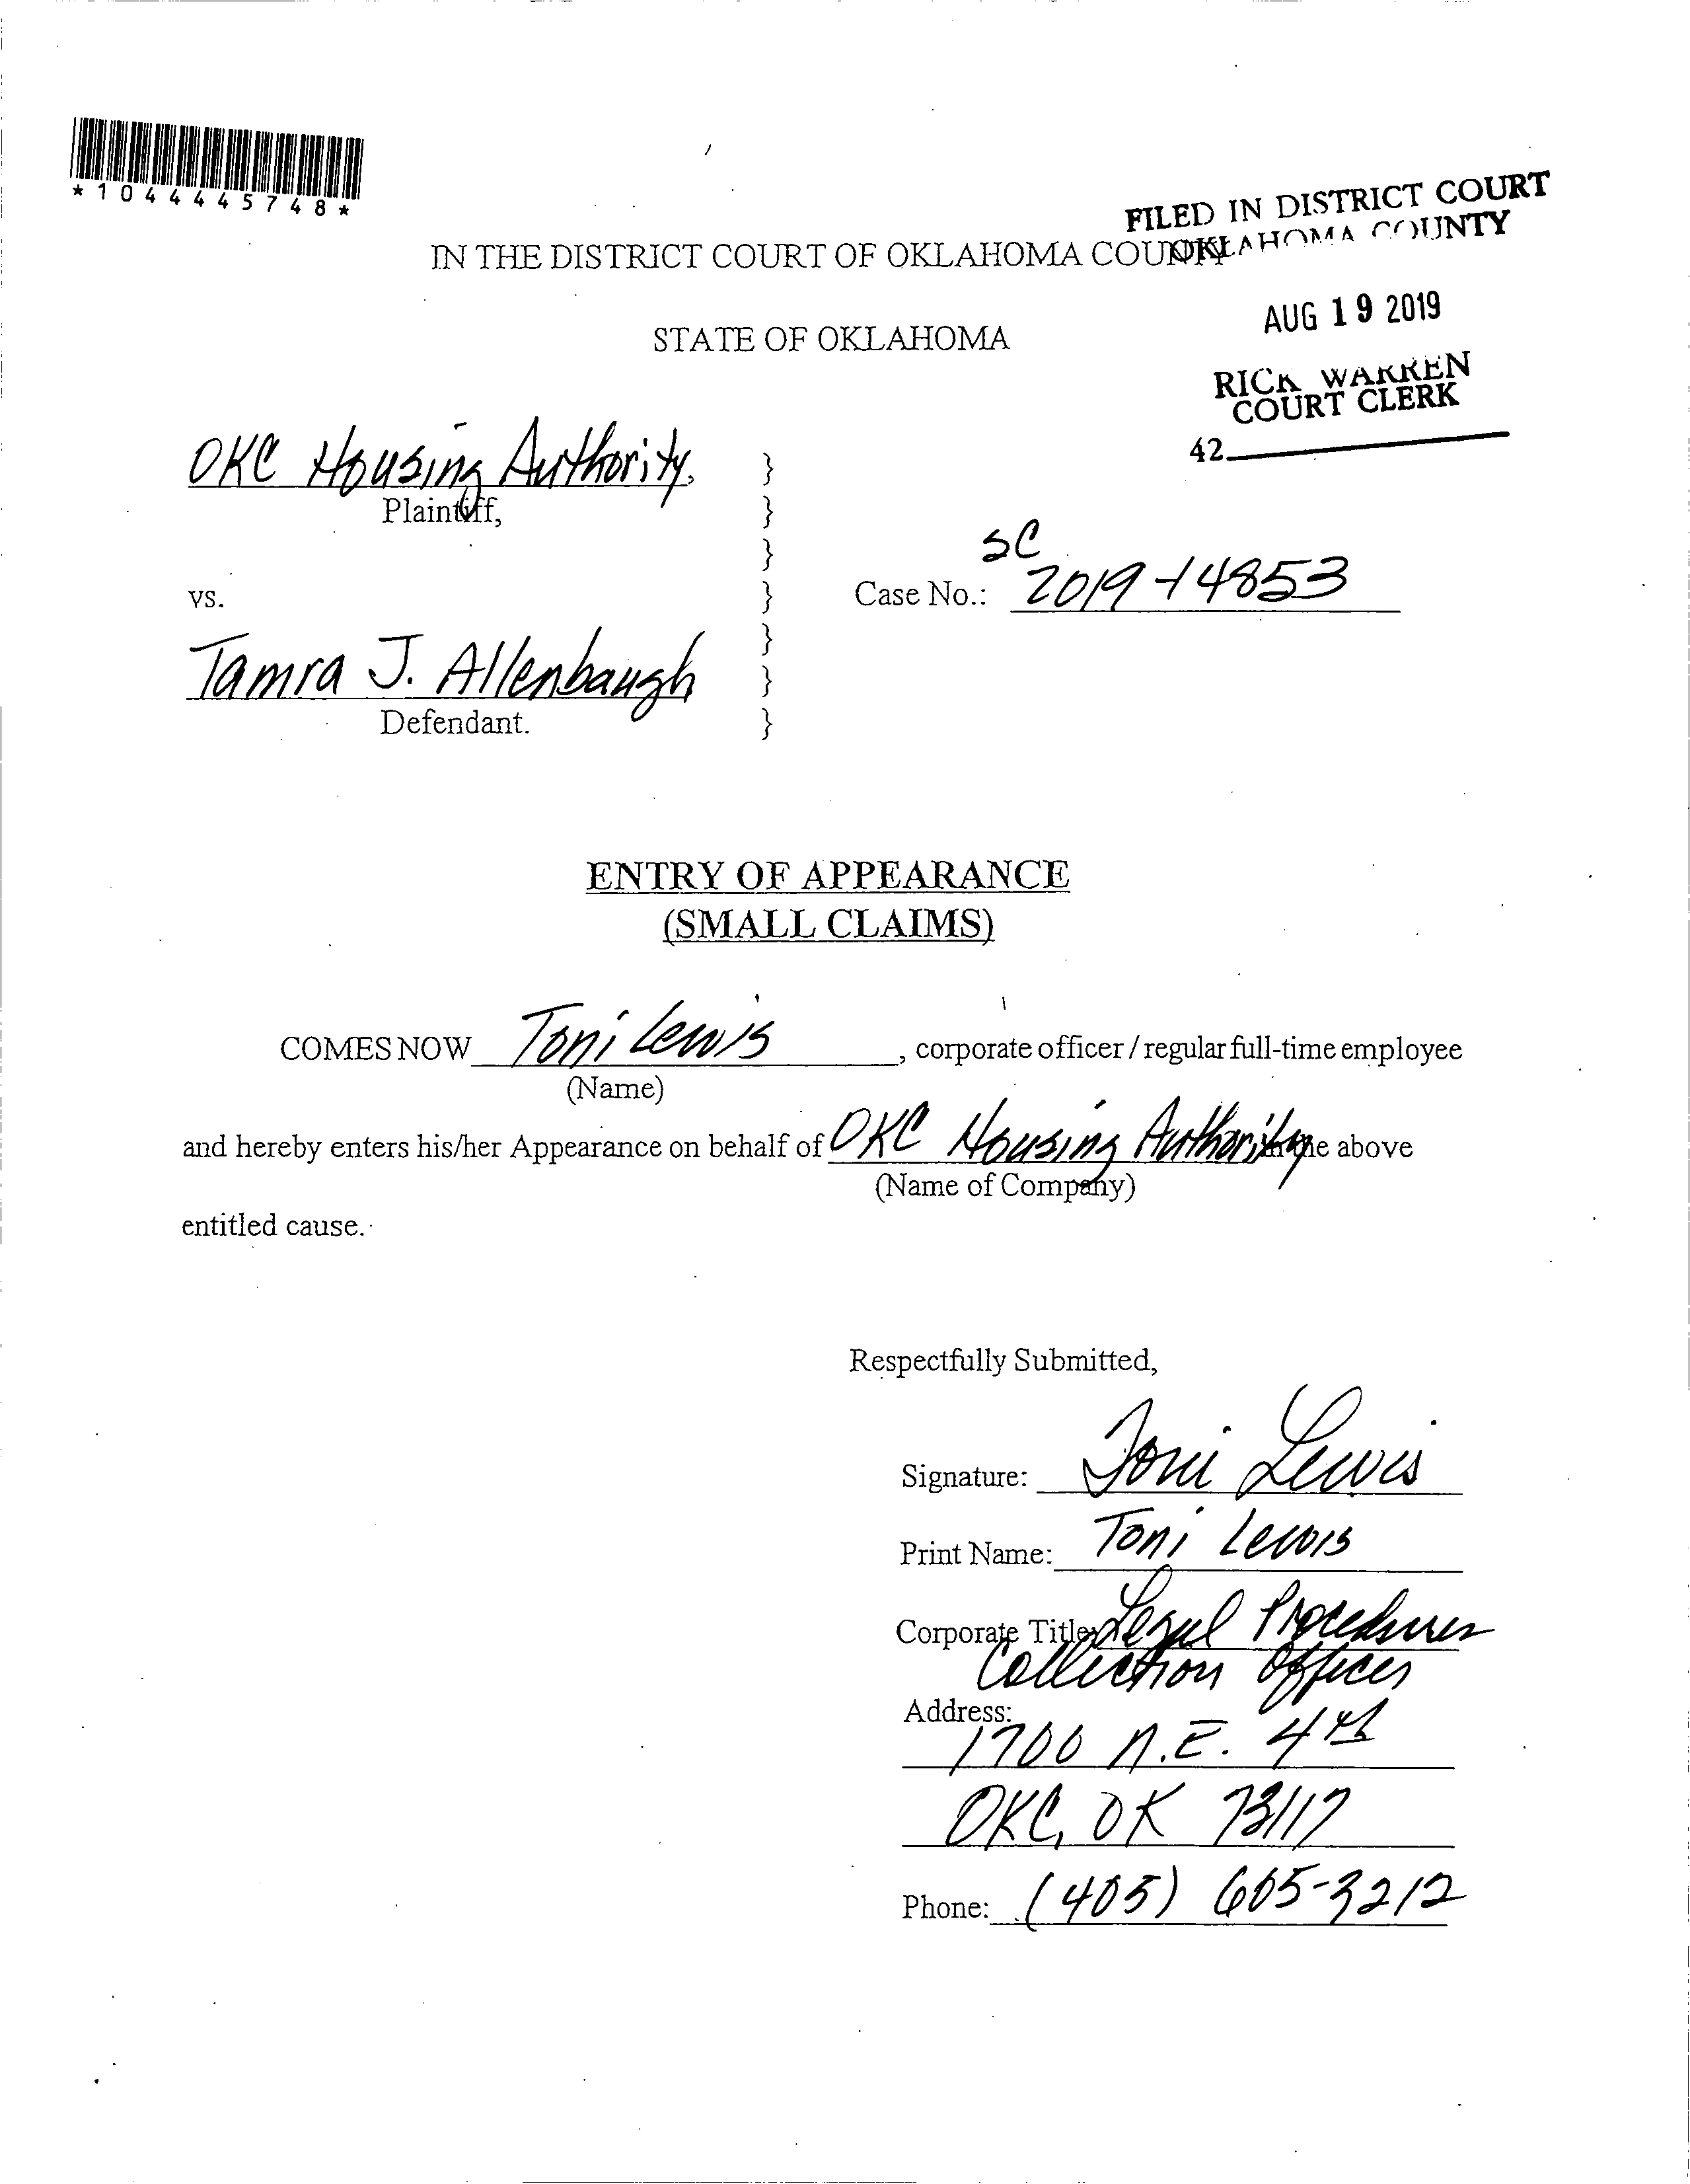 *1044445748*
FILED IN DISTRICT COURT
OKLAHOMA COUNTY
IN THE DISTRICT COURT OF OKLAHOMA COUNTY
AUG 19 2019
STATE OF OKLAHOMA
RICK WARREN
COURT CLERK
42
OKC Housing Authority,
Plaintiff,
SC
vs.
Case No.: 2019-14853
Tamra J. Allenbaugh
Defendant.
ENTRY OF APPEARANCE
(SMALL CLAIMS)
COMES NOW Toni Lewis, corporate officer / regular full-time employee
(Name)
and hereby enters his/her Appearance on behalf of OKC Housing Authority in the above
(Name of Company)
entitled cause.
Respectfully Submitted,
Signature: Toni Lewis
Print Name: Toni Lewis
Corporate Title: Legal Procedures
Collection Officer
Address:
1700 N.E. 4th
OKC, OK 73117
Phone: (405) 605-3212